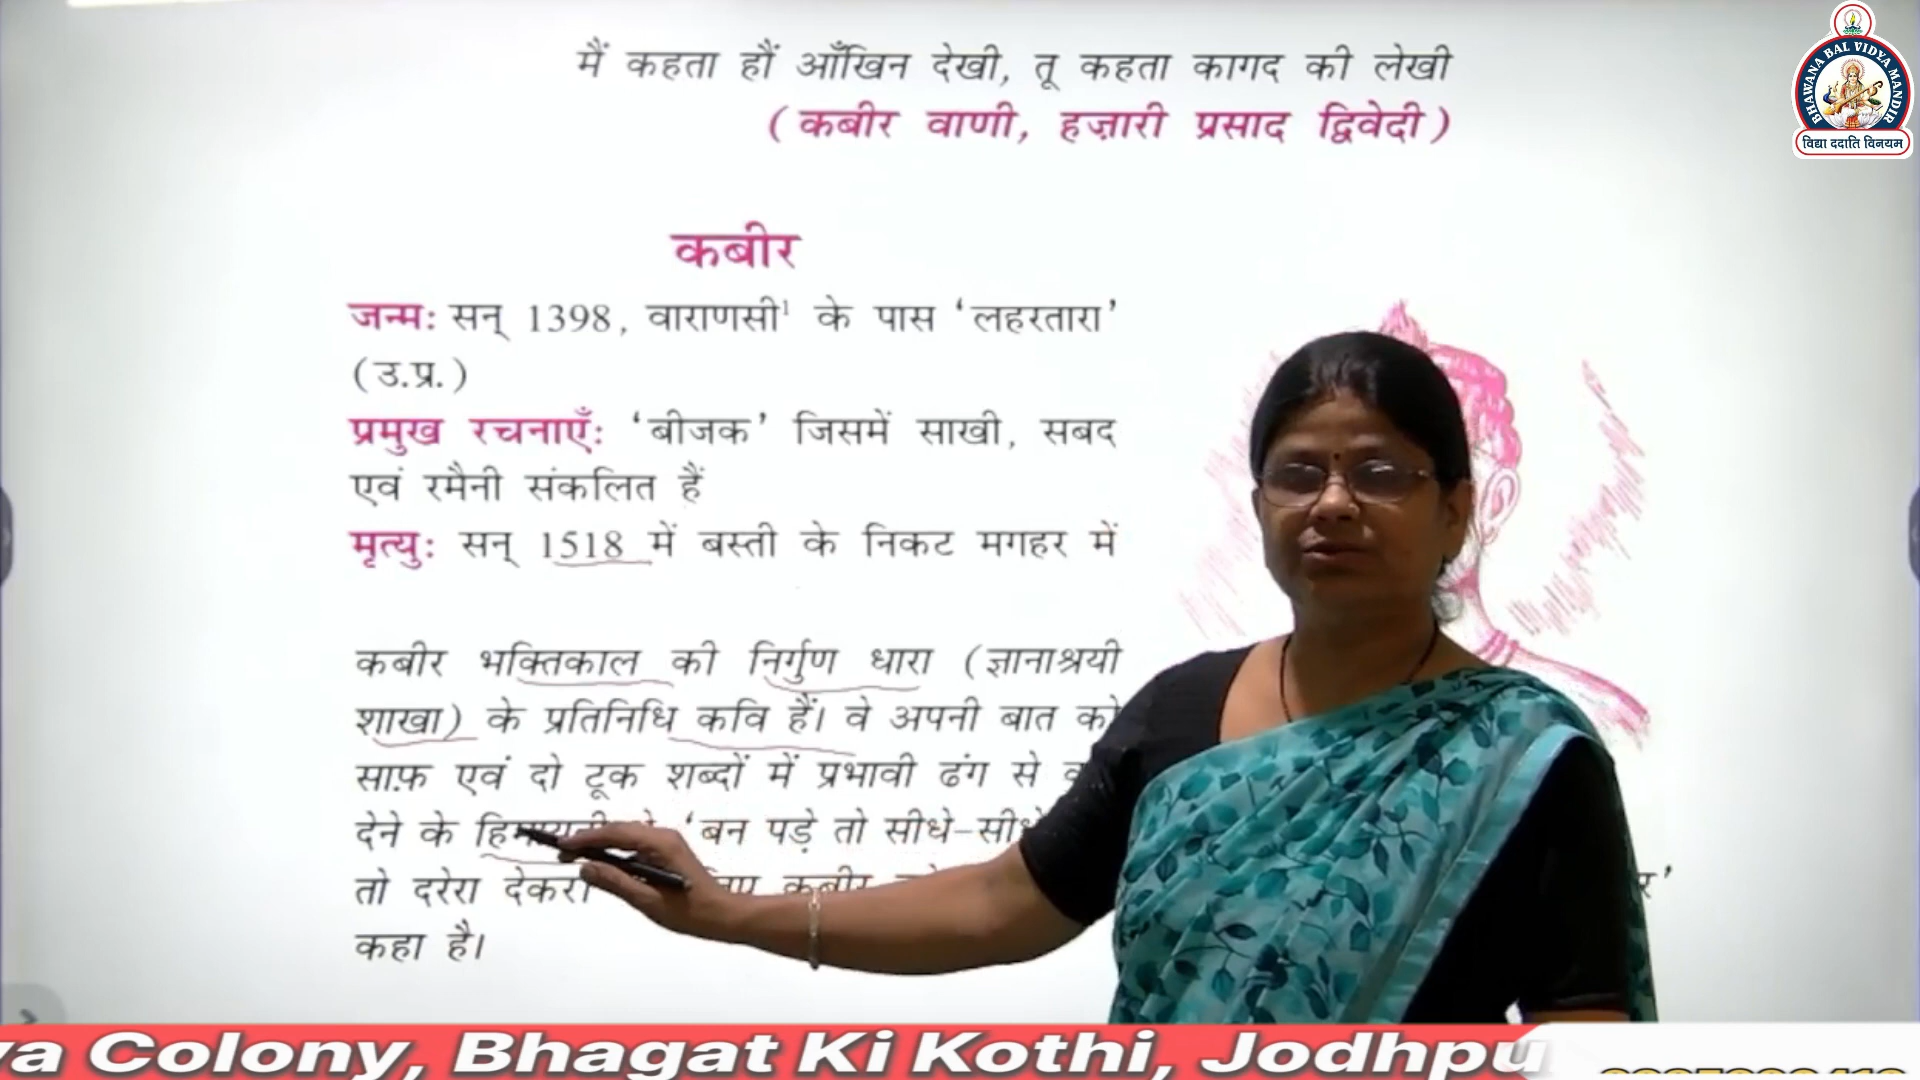 मैं कहता हौं आँखिन देखी, तू कहता कागद की लेखी
(कबीर वाणी, हज़ारी प्रसाद द्विवेदी)
BHAWANA BAL VIDYA MANDIR
विद्या ददाति विनयम
कबीर
जन्म: सन् 1398, वाराणसी¹ के पास ‘लहरतारा’
(उ.प्र.)
प्रमुख रचनाएँ: ‘बीजक’ जिसमें साखी, सबद
एवं रमैनी संकलित हैं
मृत्यु: सन् 1518 में बस्ती के निकट मगहर में
कबीर भक्तिकाल की निर्गुण धारा (ज्ञानाश्रयी
शाखा) के प्रतिनिधि कवि हैं। वे अपनी बात को
साफ़ एवं दो टूक शब्दों में प्रभावी ढंग से
देने के ‘बन पड़े तो
तो दरेरा देकर। कबीर
कहा है।
Colony, Bhagat Ki Kothi, Jodhpu